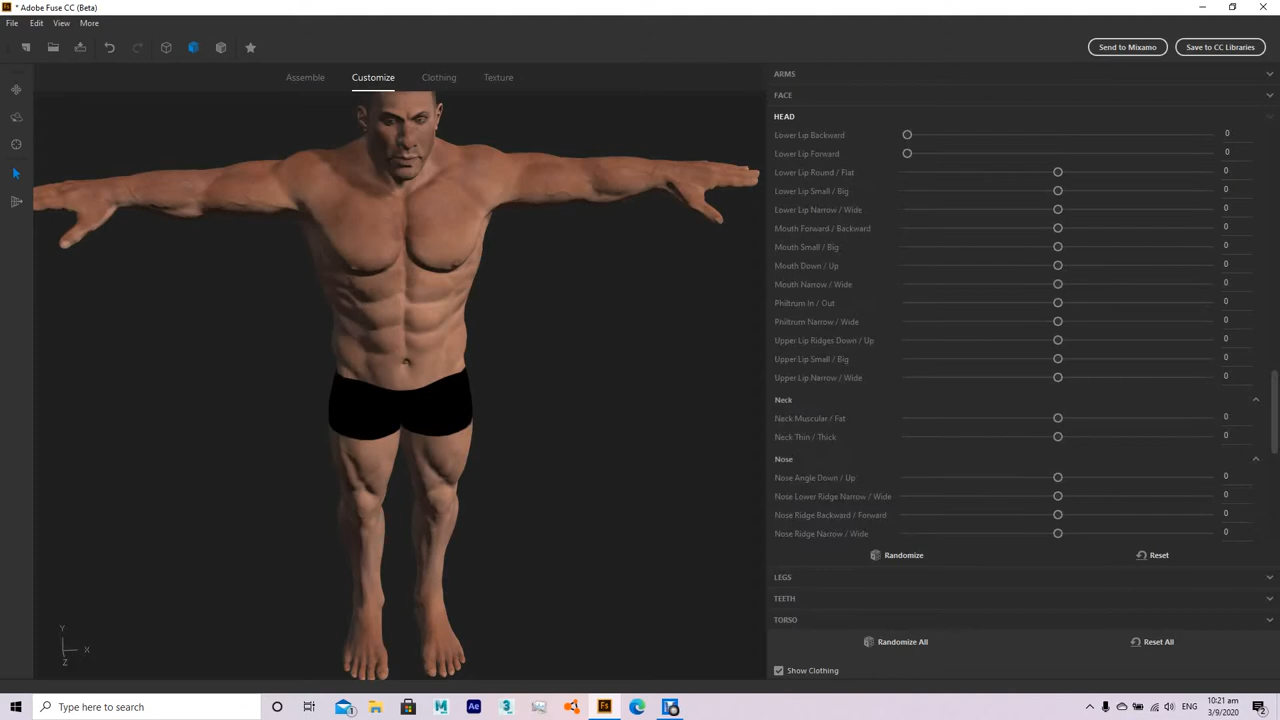 * Adobe Fuse CC (Beta)
File Edit View More
Send to Mixamo Save to CC Libraries
Assemble Customize Clothing Texture
ARMS
FACE
HEAD
Lower Lip Backward 0
Lower Lip Forward 0
Lower Lip Round / Flat 0
Lower Lip Small / Big 0
Lower Lip Narrow / Wide 0
Mouth Forward / Backward 0
Mouth Small / Big 0
Mouth Down / Up 0
Mouth Narrow / Wide 0
Philtrum In / Out 0
Philtrum Narrow / Wide 0
Upper Lip Ridges Down / Up 0
Upper Lip Small / Big 0
Upper Lip Narrow / Wide 0
Neck
Neck Muscular / Fat 0
Neck Thin / Thick 0
Nose
Nose Angle Down / Up 0
Nose Lower Ridge Narrow / Wide 0
Nose Ridge Backward / Forward 0
Nose Ridge Narrow / Wide 0
Randomize Reset
LEGS
TEETH
TORSO
Randomize All Reset All
Show Clothing
Y
X
Z
Type here to search
ENG
10:21 am
3/9/2020